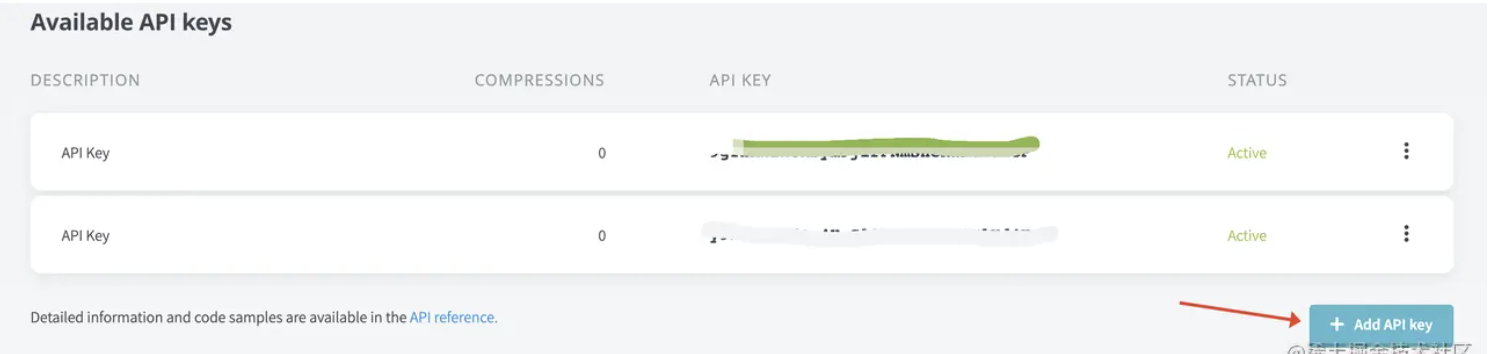 Available API keys
DESCRIPTION COMPRESSIONS API KEY STATUS
API Key 0 Active
API Key 0 Active
Detailed information and code samples are available in the API reference.
+ Add API key
@稀土掘金技术社区